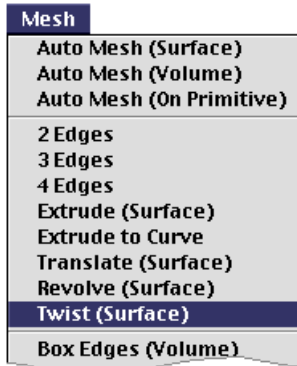 Mesh
Auto Mesh (Surface)
Auto Mesh (Volume)
Auto Mesh (On Primitive)
2 Edges
3 Edges
4 Edges
Extrude (Surface)
Extrude to Curve
Translate (Surface)
Revolve (Surface)
Twist (Surface)
Box Edges (Volume)